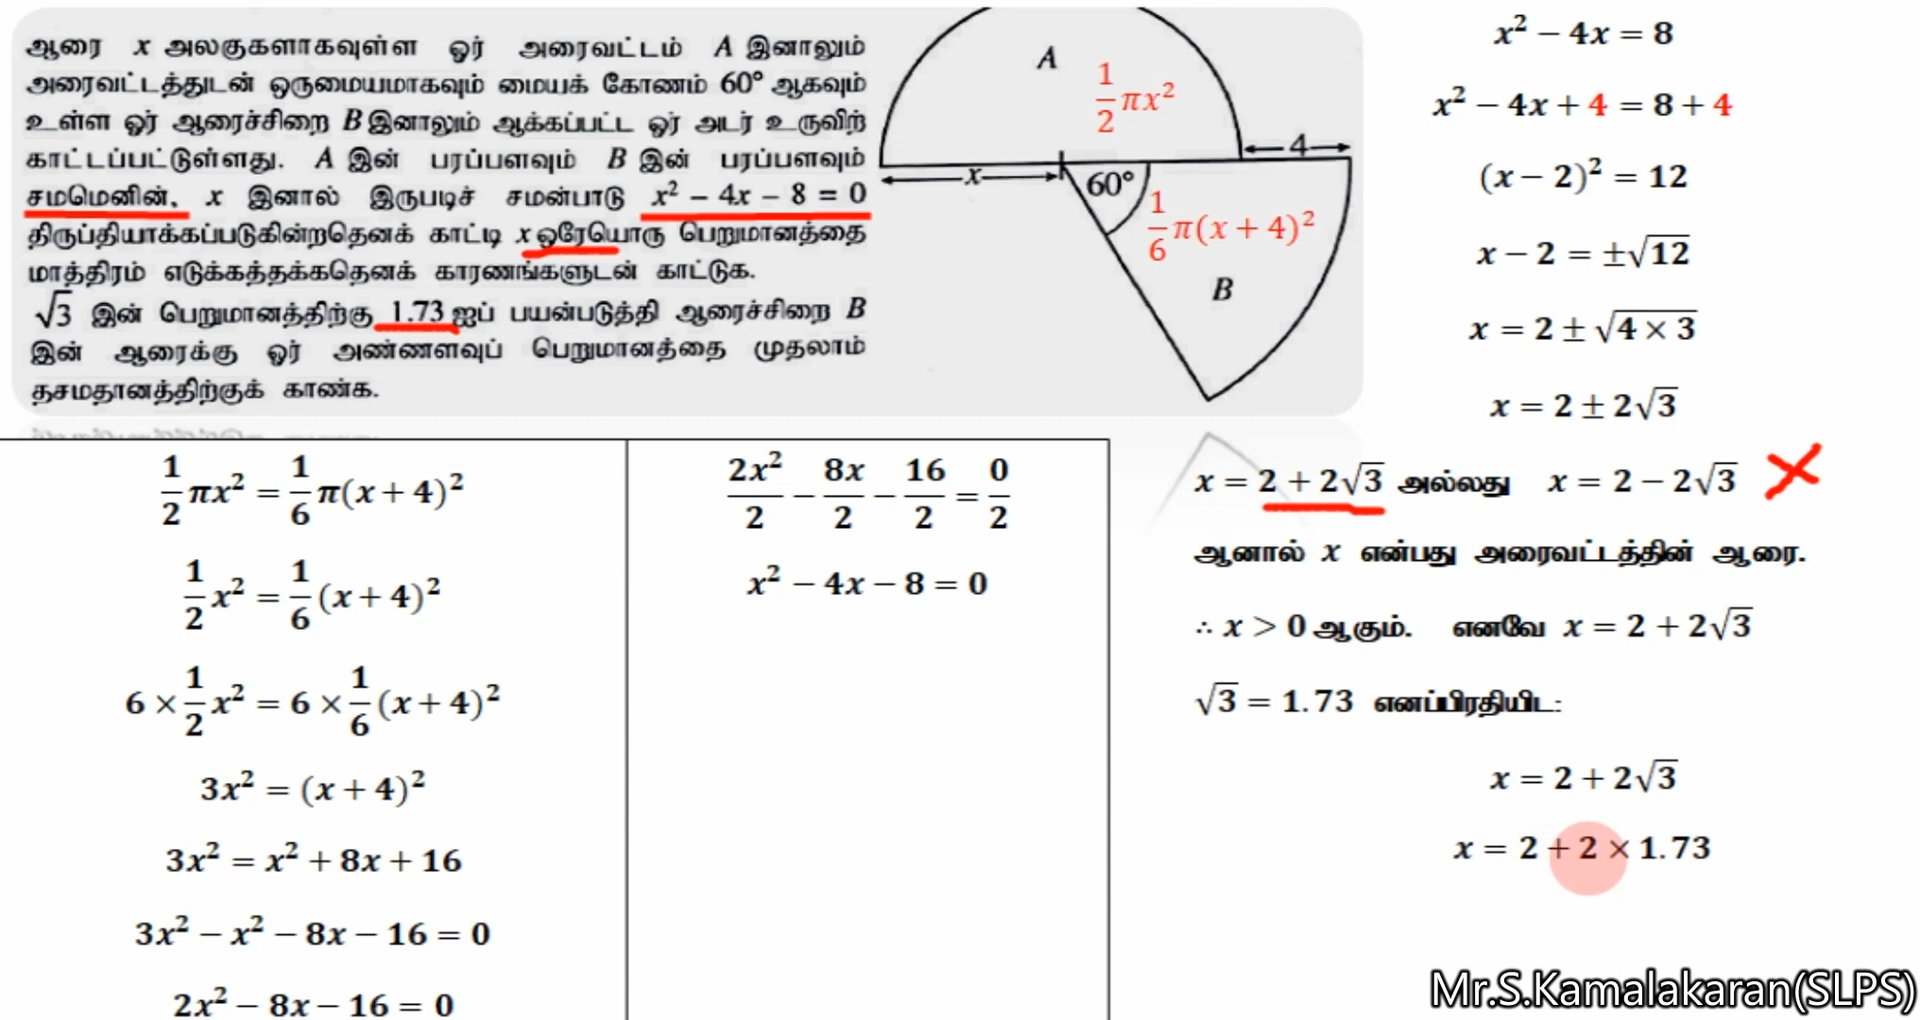 ஆரை x அலகுகளாகவுள்ள ஓர் அரைவட்டம் A இனாலும்
அரைவட்டத்துடன் ஒருமையமாகவும் மையக் கோணம் 60° ஆகவும்
உள்ள ஓர் ஆரைச்சிறை B இனாலும் ஆக்கப்பட்ட ஓர் அடர் உருவிற்
காட்டப்பட்டுள்ளது. A இன் பரப்பளவும் B இன் பரப்பளவும்
சமமெனின், x இனால் இருபடிச் சமன்பாடு x² − 4x − 8 = 0
திருப்தியாக்கப்படுகின்றதெனக் காட்டி x ஒரேயொரு பெறுமானத்தை
மாத்திரம் எடுக்கத்தக்கதெனக் காரணங்களுடன் காட்டுக.
√3 இன் பெறுமானத்திற்கு 1.73 ஐப் பயன்படுத்தி ஆரைச்சிறை B
இன் ஆரைக்கு ஓர் அண்ணளவுப் பெறுமானத்தை முதலாம்
தசமதானத்திற்குக் காண்க.
A
1/2 πx²
4
x
60°
1/6 π(x + 4)²
B
1/2 πx² = 1/6 π(x + 4)²
1/2 x² = 1/6 (x + 4)²
6 × 1/2 x² = 6 × 1/6 (x + 4)²
3x² = (x + 4)²
3x² = x² + 8x + 16
3x² − x² − 8x − 16 = 0
2x² − 8x − 16 = 0
2x²/2 − 8x/2 − 16/2 = 0/2
x² − 4x − 8 = 0
x² − 4x = 8
x² − 4x + 4 = 8 + 4
(x − 2)² = 12
x − 2 = ±√12
x = 2 ± √4 × 3
x = 2 ± 2√3
x = 2 + 2√3 அல்லது x = 2 − 2√3
ஆனால் x என்பது அரைவட்டத்தின் ஆரை.
∴ x > 0 ஆகும். எனவே x = 2 + 2√3
√3 = 1.73 எனப்பிரதியிட:
x = 2 + 2√3
x = 2 + 2 × 1.73
Mr.S.Kamalakaran(SLPS)